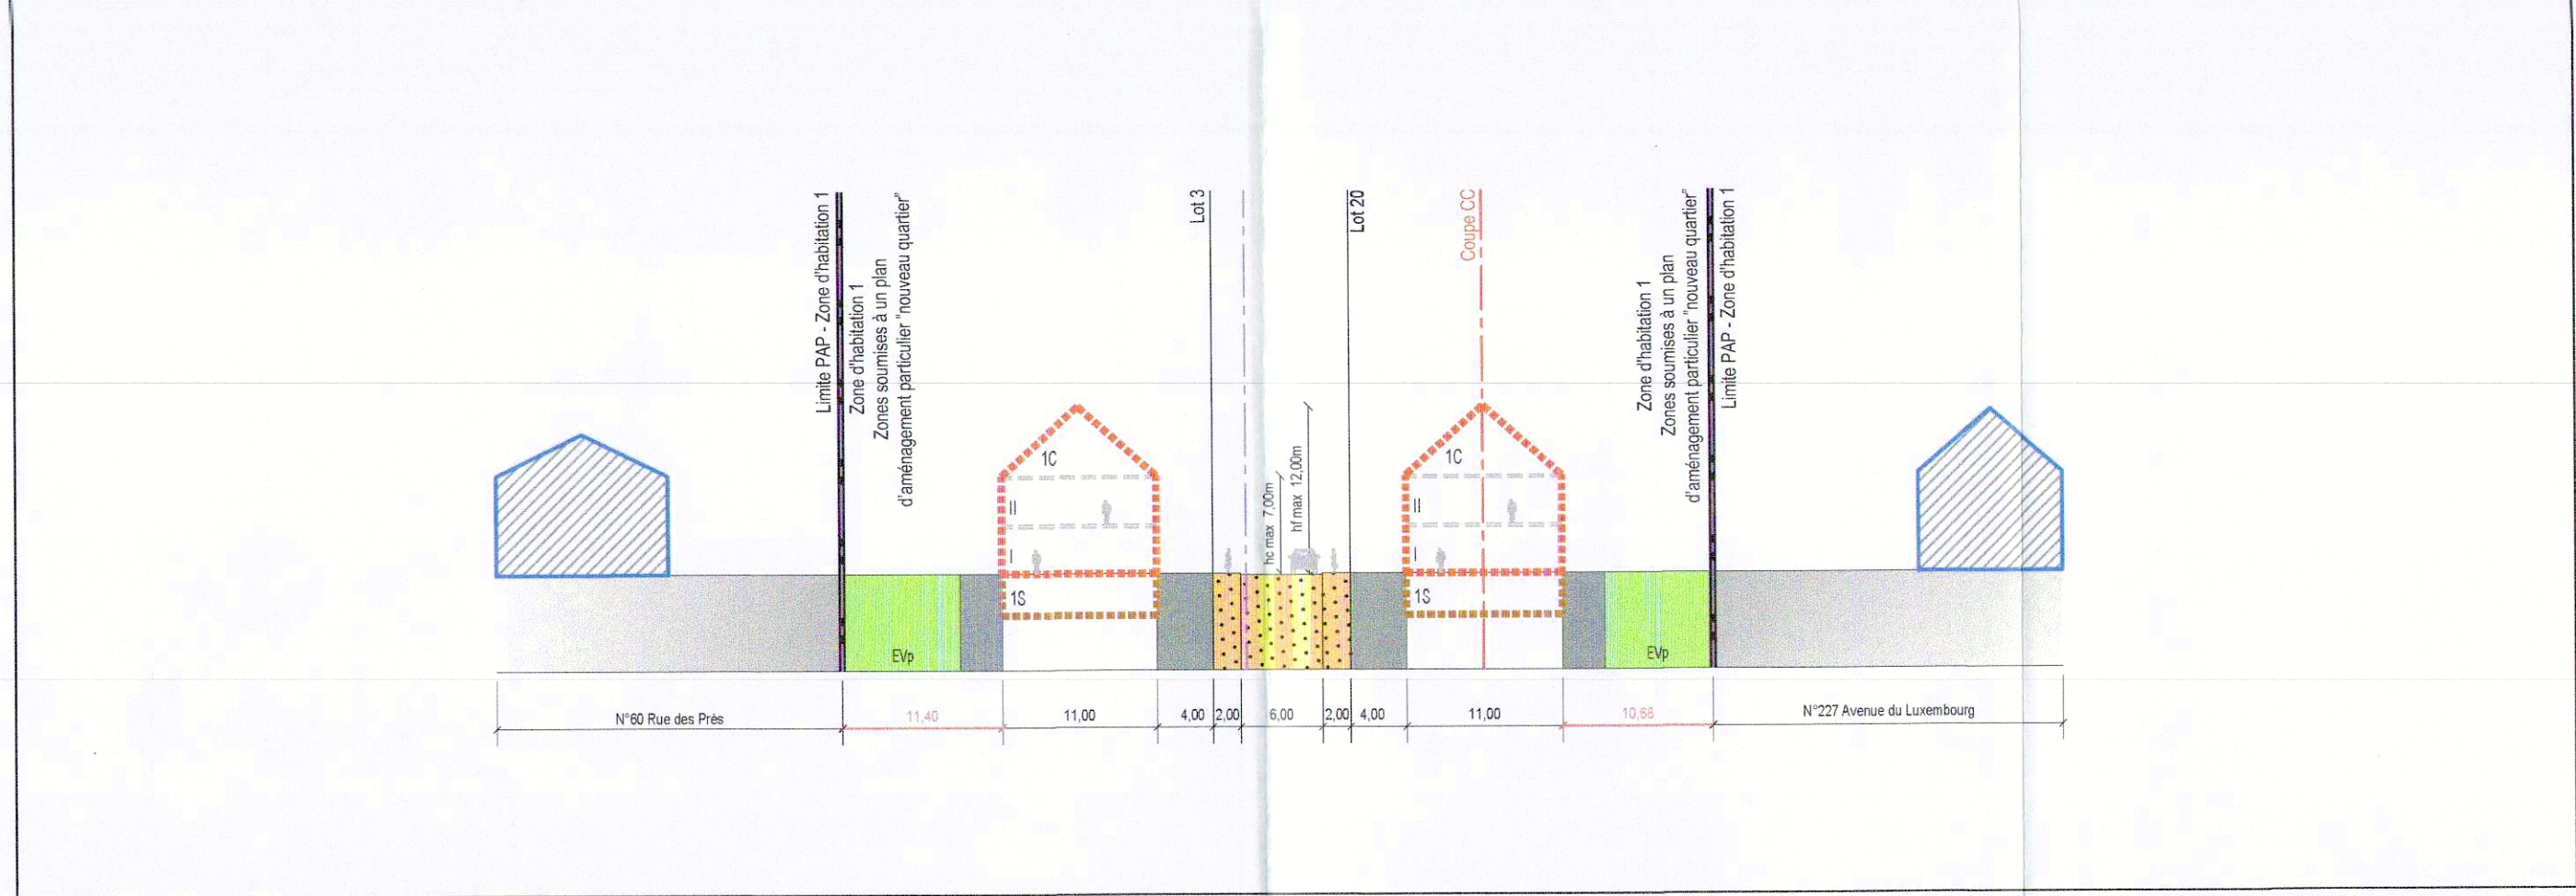 Limite PAP - Zone d'habitation 1
Zone d'habitation 1
Zones soumises à un plan
d'aménagement particulier "nouveau quartier"
Lot 3
Lot 20
Coupe CC
Zone d'habitation 1
Zones soumises à un plan
d'aménagement particulier "nouveau quartier"
Limite PAP - Zone d'habitation 1
1C
II
I
1S
hc max 7,00m
hf max 12,00m
1C
II
I
1S
EVp
EVp
N°60 Rue des Près
11,40
11,00
4,00
2,00
6,00
2,00
4,00
11,00
10,66
N°227 Avenue du Luxembourg